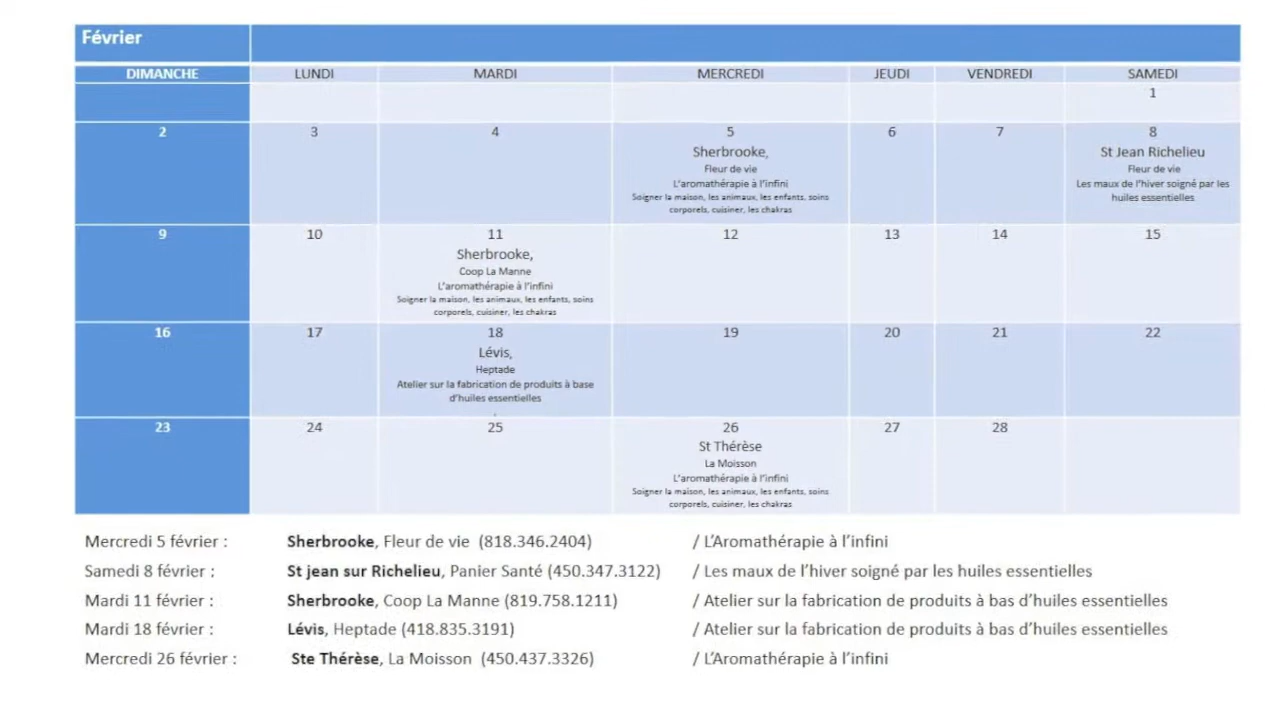 Février
DIMANCHE LUNDI MARDI MERCREDI JEUDI VENDREDI SAMEDI
1
2 3 4 5 6 7 8
Sherbrooke, St Jean Richelieu
Fleur de vie Fleur de vie
L'aromathérapie à l'infini Les maux de l'hiver soigné par les
Soigner la maison, les animaux, les enfants, soins huiles essentielles
corporels, cuisiner, les chakras
9 10 11 12 13 14 15
Sherbrooke,
Coop La Manne
L'aromathérapie à l'infini
Soigner la maison, les animaux, les enfants, soins
corporels, cuisiner, les chakras
16 17 18 19 20 21 22
Lévis,
Heptade
Atelier sur la fabrication de produits à base
d'huiles essentielles
.
23 24 25 26 27 28
St Thérèse
La Moisson
L'aromathérapie à l'infini
Soigner la maison, les animaux, les enfants, soins
corporels, cuisiner, les chakras
Mercredi 5 février : Sherbrooke, Fleur de vie (818.346.2404) / L'Aromathérapie à l'infini
Samedi 8 février : St jean sur Richelieu, Panier Santé (450.347.3122) / Les maux de l'hiver soigné par les huiles essentielles
Mardi 11 février : Sherbrooke, Coop La Manne (819.758.1211) / Atelier sur la fabrication de produits à bas d'huiles essentielles
Mardi 18 février : Lévis, Heptade (418.835.3191) / Atelier sur la fabrication de produits à bas d'huiles essentielles
Mercredi 26 février : Ste Thérèse, La Moisson (450.437.3326) / L'Aromathérapie à l'infini